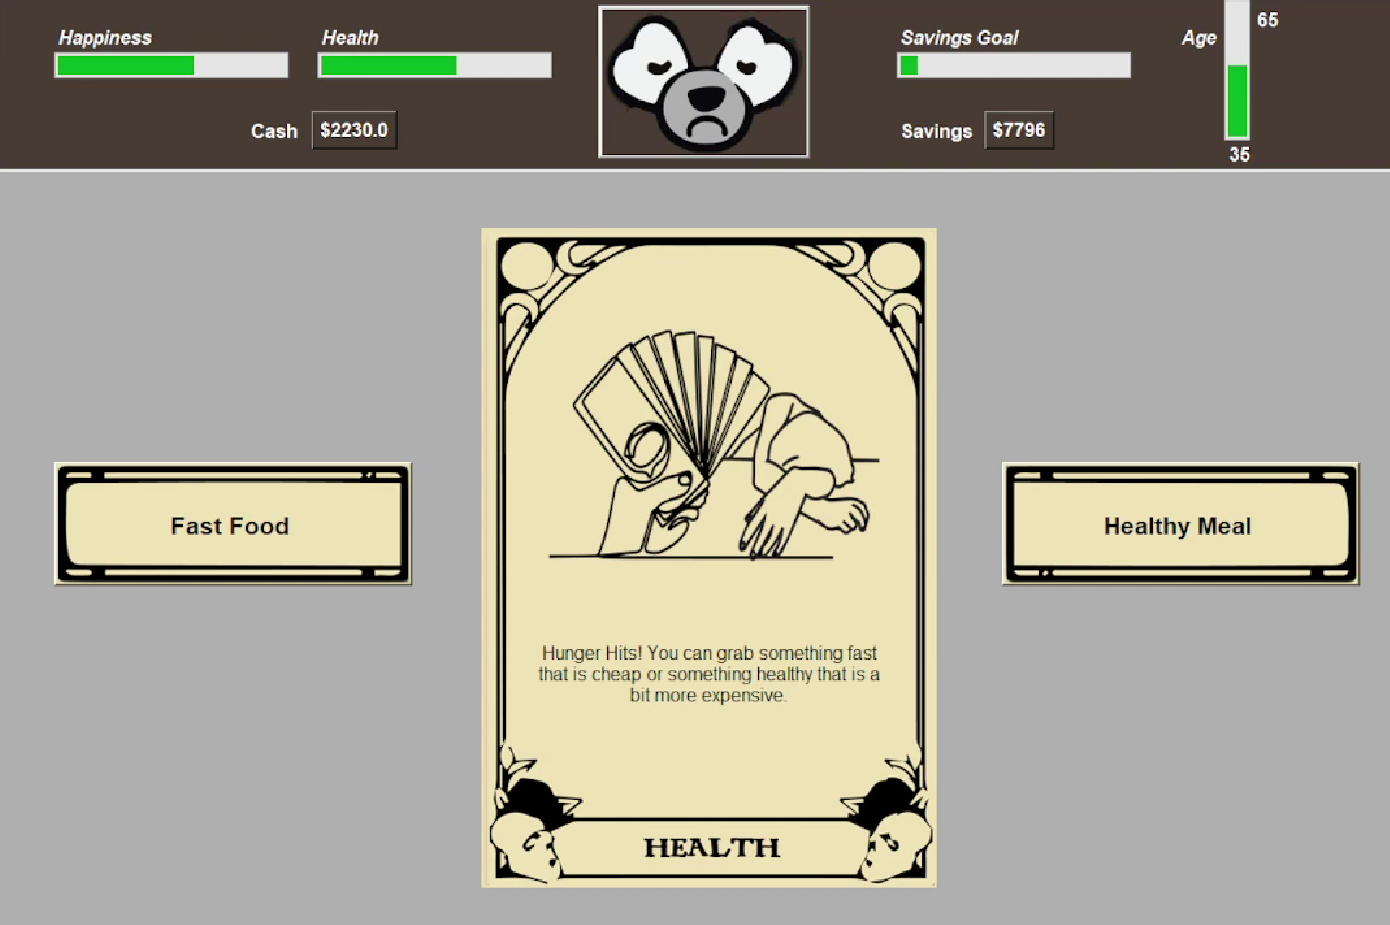 Happiness
Health
Savings Goal
Age
65
Cash
$2230.0
Savings
$7796
35
Fast Food
Healthy Meal
Hunger Hits! You can grab something fast
that is cheap or something healthy that is a
bit more expensive.
HEALTH